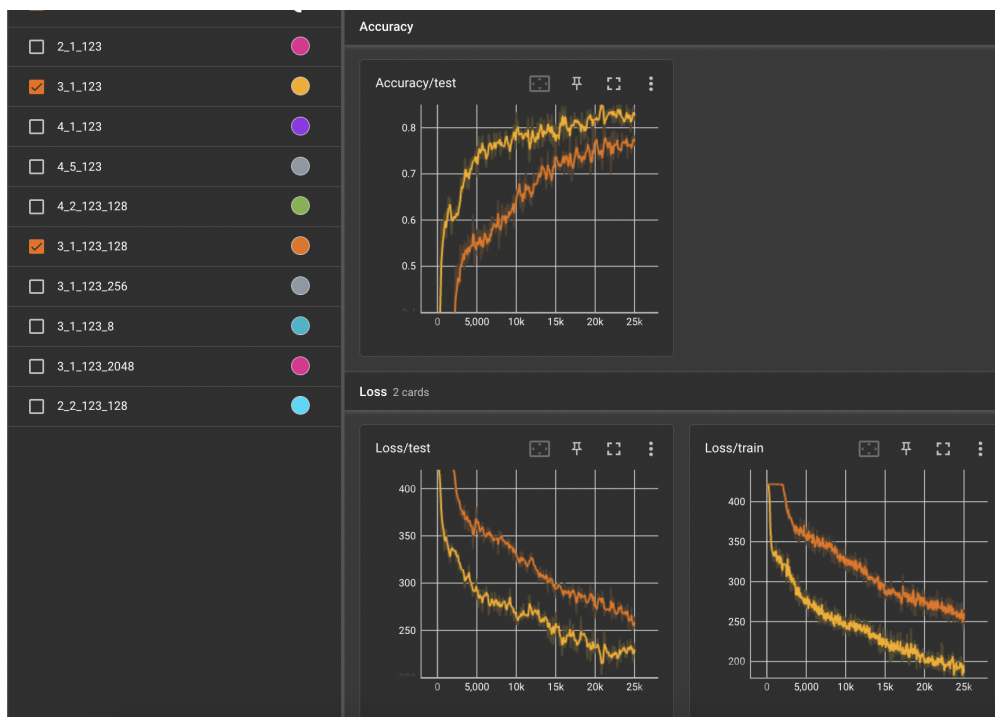 Accuracy
2_1_123
3_1_123
4_1_123
4_5_123
4_2_123_128
3_1_123_128
3_1_123_256
3_1_123_8
3_1_123_2048
2_2_123_128
Accuracy/test
0.8
0.7
0.6
0.5
0 5,000 10k 15k 20k 25k
Loss 2 cards
Loss/test
400
350
300
250
0 5,000 10k 15k 20k 25k
Loss/train
400
350
300
250
200
0 5,000 10k 15k 20k 25k